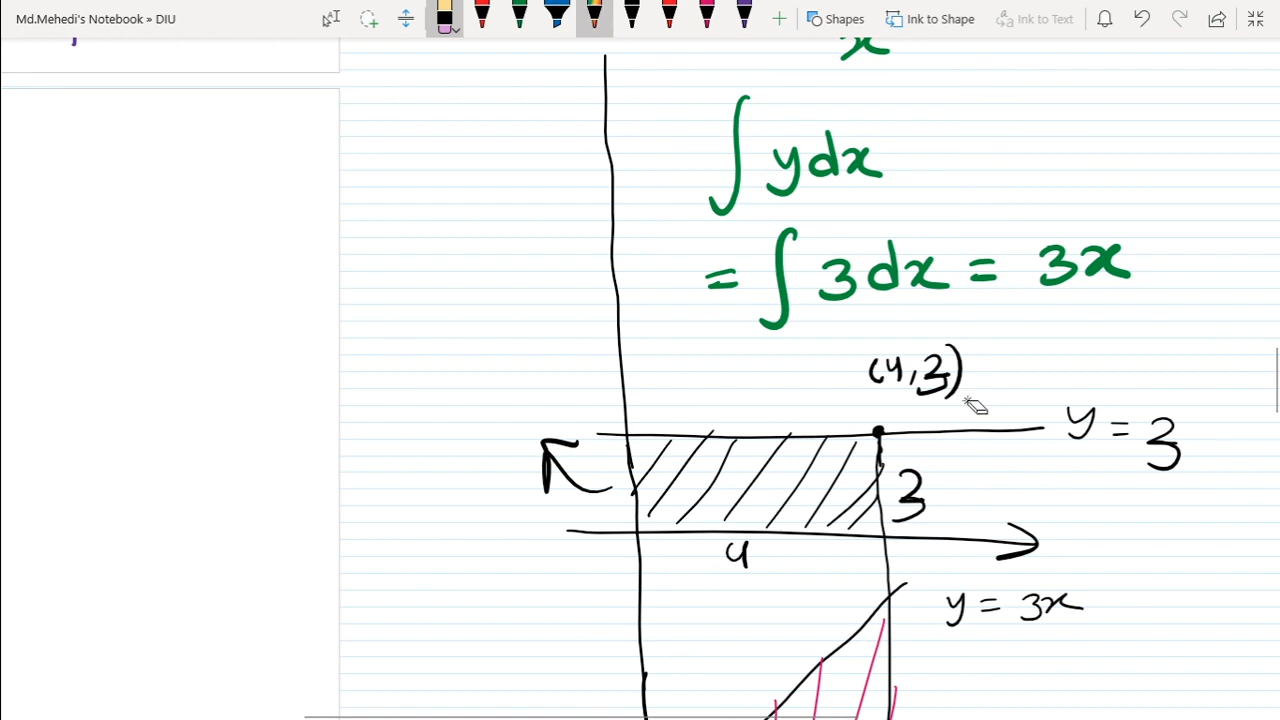 Md.Mehedi's Notebook » DIU
Shapes
Ink to Shape
Ink to Text
x
∫ydx
= ∫3dx = 3x
(4,3)
y = 3
3
4
y = 3x